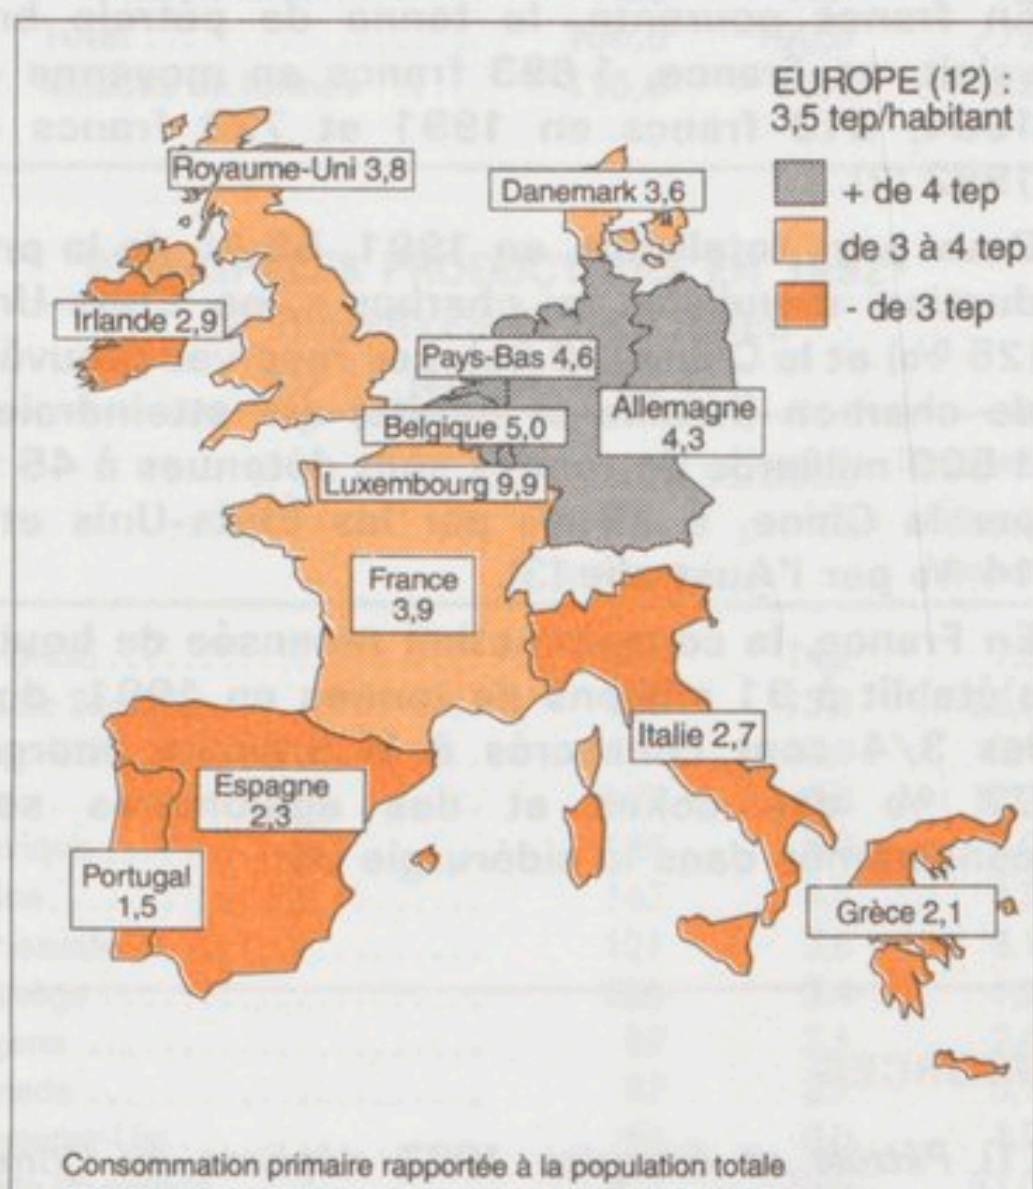 EUROPE (12) :
3,5 tep/habitant
+ de 4 tep
de 3 à 4 tep
- de 3 tep
Royaume-Uni 3,8
Danemark 3,6
Irlande 2,9
Pays-Bas 4,6
Allemagne
4,3
Belgique 5,0
Luxembourg 9,9
France
3,9
Italie 2,7
Espagne
2,3
Portugal
1,5
Grèce 2,1
Consommation primaire rapportée à la population totale